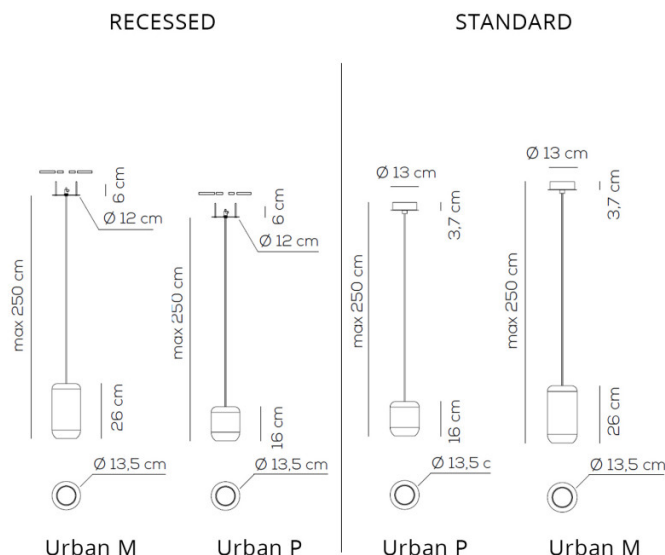 RECESSED
STANDARD
max 250 cm
6 cm
Ø 12 cm
26 cm
Ø 13,5 cm
Urban M
max 250 cm
6 cm
Ø 12 cm
16 cm
Ø 13,5 cm
Urban P
max 250 cm
Ø 13 cm
3,7 cm
16 cm
Ø 13,5 c
Urban P
max 250 cm
Ø 13 cm
3,7 cm
26 cm
Ø 13,5 cm
Urban M